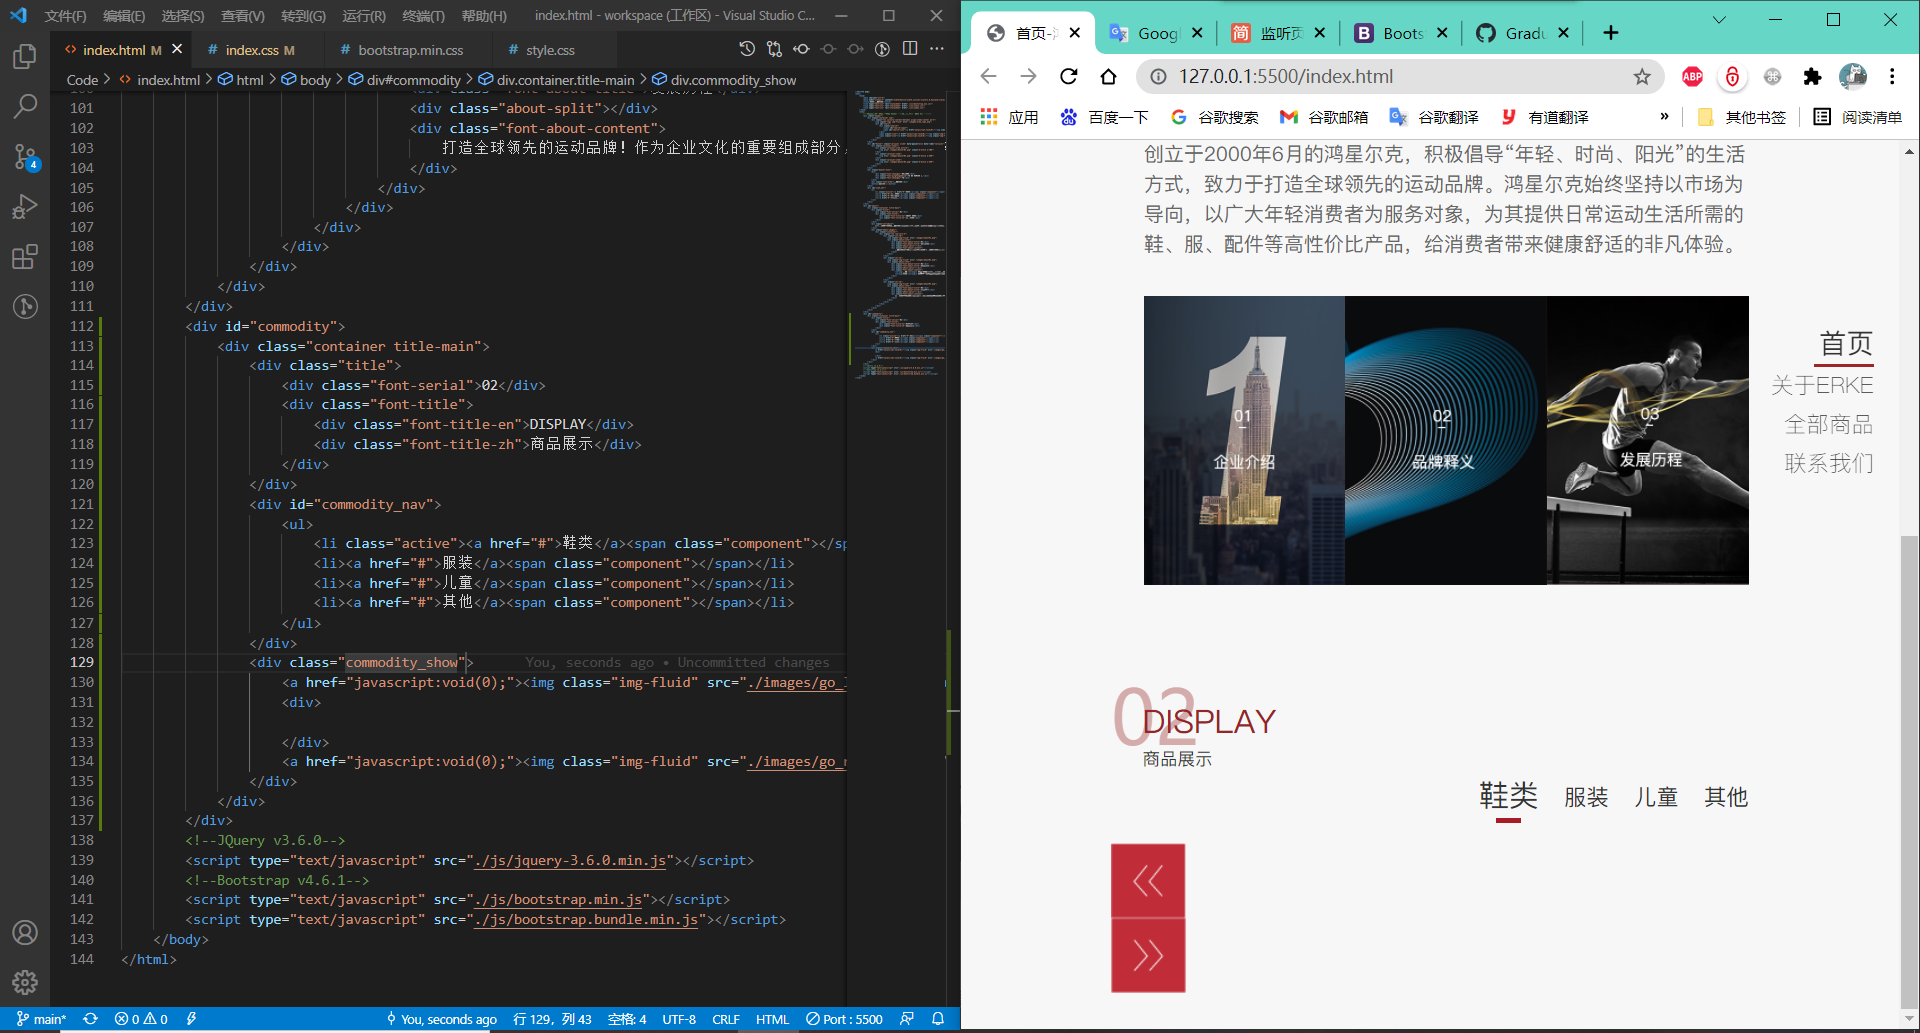 文件(F) 编辑(E) 选择(S) 查看(V) 转到(G) 运行(R) 终端(T) 帮助(H) index.html - workspace (工作区) - Visual Studio C...
index.html M
index.css M
bootstrap.min.css
style.css
Code > index.html > html > body > div#commodity > div.container.title-main > div.commodity_show
101 <div class="about-split"></div>
102 <div class="font-about-content">
103 打造全球领先的运动品牌！作为企业文化的重要组成部分，
104 </div>
105 </div>
106 </div>
107 </div>
108 </div>
109 </div>
110 </div>
111 </div>
112 <div id="commodity">
113 <div class="container title-main">
114 <div class="title">
115 <div class="font-serial">02</div>
116 <div class="font-title">
117 <div class="font-title-en">DISPLAY</div>
118 <div class="font-title-zh">商品展示</div>
119 </div>
120 </div>
121 <div id="commodity_nav">
122 <ul>
123 <li class="active"><a href="#">鞋类</a><span class="component"></sp
124 <li><a href="#">服装</a><span class="component"></span></li>
125 <li><a href="#">儿童</a><span class="component"></span></li>
126 <li><a href="#">其他</a><span class="component"></span></li>
127 </ul>
128 </div>
129 <div class="commodity_show"> You, seconds ago • Uncommitted changes
130 <a href="javascript:void(0);"><img class="img-fluid" src="./images/go_
131 <div>
132
133 </div>
134 <a href="javascript:void(0);"><img class="img-fluid" src="./images/go_
135 </div>
136 </div>
137 </div>
138 <!--JQuery v3.6.0-->
139 <script type="text/javascript" src="./js/jquery-3.6.0.min.js"></script>
140 <!--Bootstrap v4.6.1-->
141 <script type="text/javascript" src="./js/bootstrap.min.js"></script>
142 <script type="text/javascript" src="./js/bootstrap.bundle.min.js"></script>
143 </body>
144 </html>
4
main* 0 0 You, seconds ago 行 129，列 43 空格: 4 UTF-8 CRLF HTML Port : 5500
首页-
Googl
简 监听页
B Boots
Gradu
127.0.0.1:5500/index.html
ABP
应用 百度一下 谷歌搜索 谷歌邮箱 谷歌翻译 有道翻译 » 其他书签 阅读清单
创立于2000年6月的鸿星尔克，积极倡导“年轻、时尚、阳光”的生活
方式，致力于打造全球领先的运动品牌。鸿星尔克始终坚持以市场为
导向，以广大年轻消费者为服务对象，为其提供日常运动生活所需的
鞋、服、配件等高性价比产品，给消费者带来健康舒适的非凡体验。
1
01
企业介绍
02
品牌释义
03
发展历程
首页
关于ERKE
全部商品
联系我们
02
DISPLAY
商品展示
鞋类 服装 儿童 其他